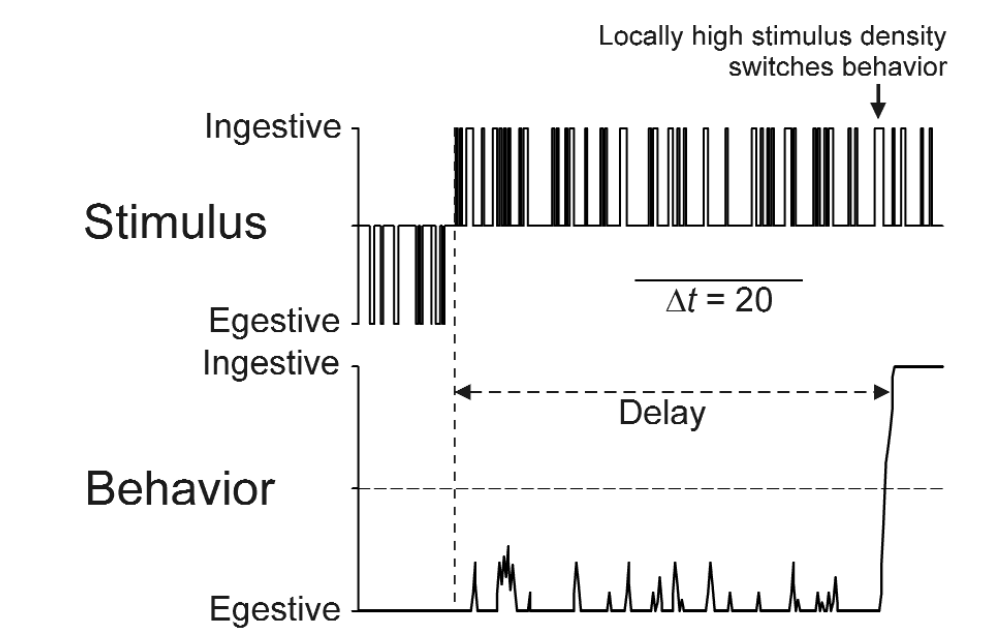 Locally high stimulus density
switches behavior
Ingestive
Stimulus
Δt = 20
Egestive
Ingestive
Delay
Behavior
Egestive